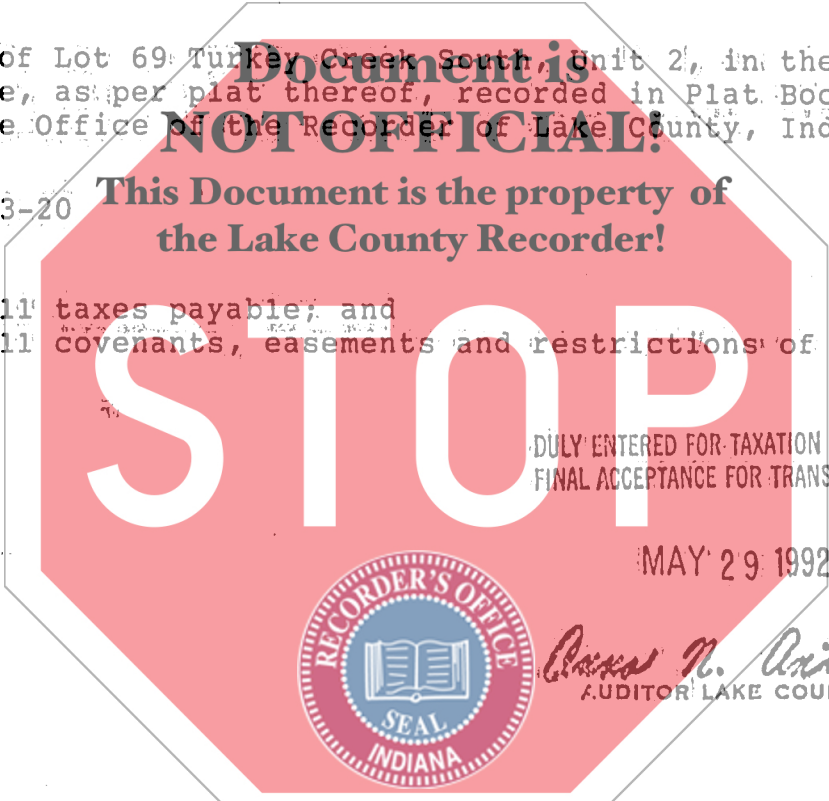 of Lot 69 Turkey Creek South, Unit 2, in the
Document is
e, as per plat thereof, recorded in Plat Boo
e Office of the Recorder of Lake County, Ind
NOT OFFICIAL!
3-20
This Document is the property of
the Lake County Recorder!
ll taxes payable; and
ll covenants, easements and restrictions of
STOP
DULY ENTERED FOR TAXATION
FINAL ACCEPTANCE FOR TRANS
MAY 29 1992
RECORDER'S OFFICE
SEAL
INDIANA
N.
AUDITOR LAKE COU